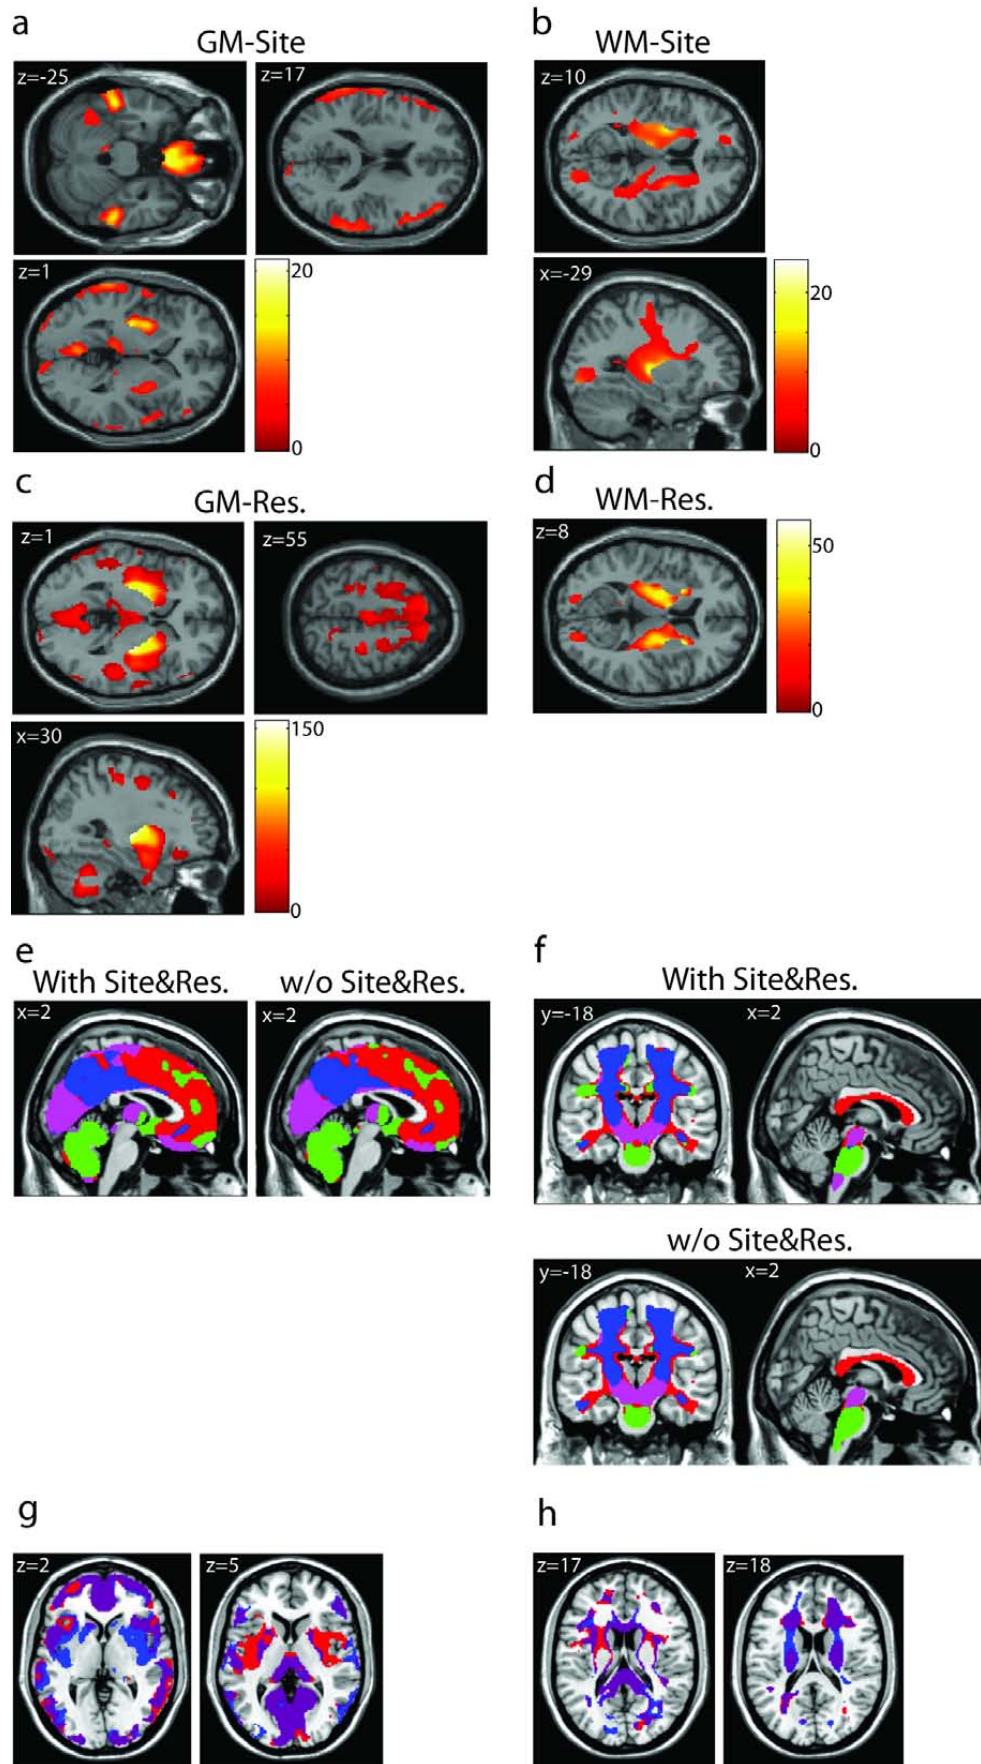 a
GM-Site
z=-25
z=17
z=1
20
0
b
WM-Site
z=10
x=-29
20
0
c
GM-Res.
z=1
z=55
x=30
150
0
d
WM-Res.
z=8
50
0
e
With Site&Res.
w/o Site&Res.
x=2
x=2
f
With Site&Res.
y=-18
x=2
w/o Site&Res.
y=-18
x=2
g
z=2
z=5
h
z=17
z=18